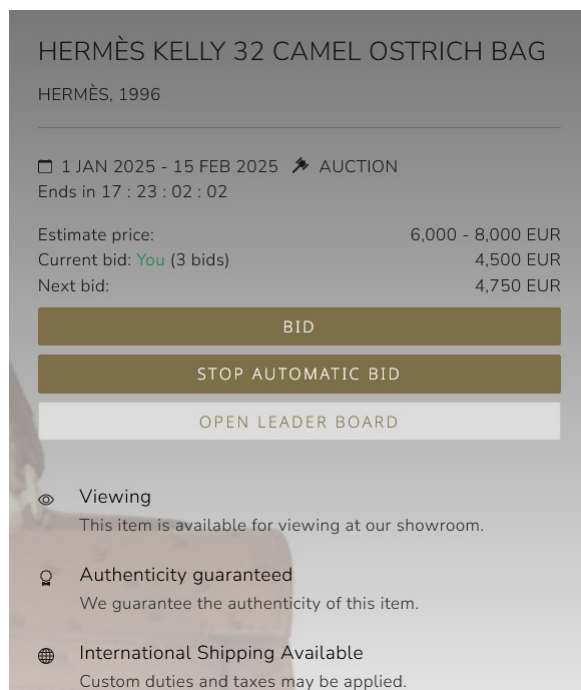 HERMÈS KELLY 32 CAMEL OSTRICH BAG
HERMÈS, 1996
1 JAN 2025 - 15 FEB 2025 AUCTION
Ends in 17 : 23 : 02 : 02
Estimate price: 6,000 - 8,000 EUR
Current bid: You (3 bids) 4,500 EUR
Next bid: 4,750 EUR
BID
STOP AUTOMATIC BID
OPEN LEADER BOARD
Viewing
This item is available for viewing at our showroom.
Authenticity guaranteed
We guarantee the authenticity of this item.
International Shipping Available
Custom duties and taxes may be applied.